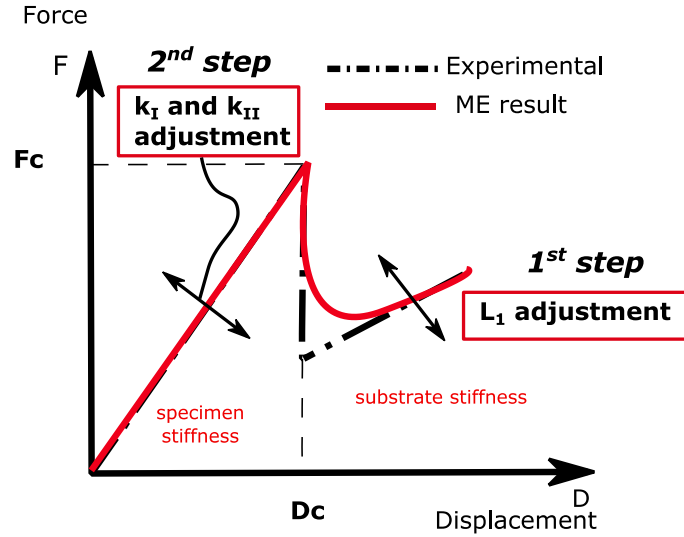 Force
F
2nd step
Experimental
ME result
kI and kII
adjustment
Fc
1st step
L1 adjustment
specimen
stiffness
substrate stiffness
Dc
D
Displacement